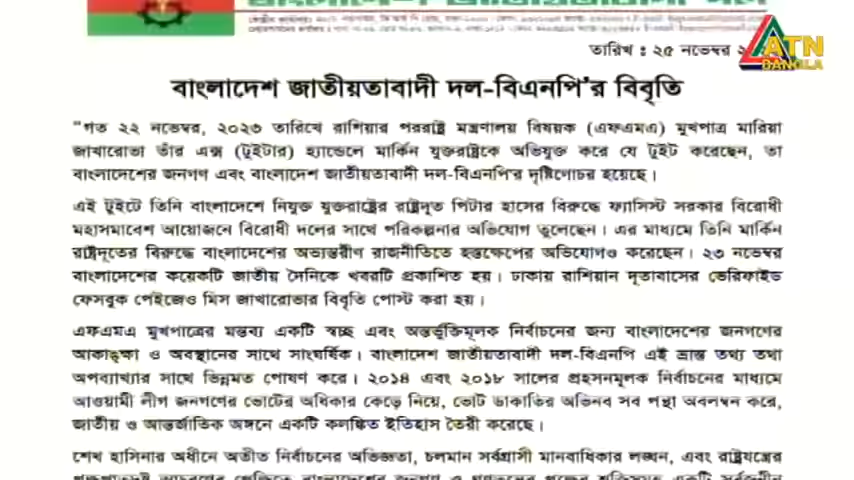 বাংলাদেশ জাতীয়তাবাদী দল
তারিখ : ২৫ নভেম্বর
ATN
BANGLA
বাংলাদেশ জাতীয়তাবাদী দল-বিএনপি'র বিবৃতি
"গত ২২ নভেম্বর, ২০২৩ তারিখে রাশিয়ার পররাষ্ট্র মন্ত্রণালয় বিষয়ক (এফএমএ) মুখপাত্র মারিয়া
জাখারোভা তাঁর এক্স (টুইটার) হ্যান্ডেলে মার্কিন যুক্তরাষ্ট্রকে অভিযুক্ত করে যে টুইট করেছেন, তা
বাংলাদেশের জনগণ এবং বাংলাদেশ জাতীয়তাবাদী দল-বিএনপি'র দৃষ্টিগোচর হয়েছে।
এই টুইটে তিনি বাংলাদেশে নিযুক্ত যুক্তরাষ্ট্রের রাষ্ট্রদূত পিটার হাসের বিরুদ্ধে ফ্যাসিস্ট সরকার বিরোধী
মহাসমাবেশ আয়োজনে বিরোধী দলের সাথে পরিকল্পনার অভিযোগ তুলেছেন। এর মাধ্যমে তিনি মার্কিন
রাষ্ট্রদূতের বিরুদ্ধে বাংলাদেশের অভ্যন্তরীণ রাজনীতিতে হস্তক্ষেপের অভিযোগও করেছেন। ২৩ নভেম্বর
বাংলাদেশের কয়েকটি জাতীয় দৈনিকে খবরটি প্রকাশিত হয়। ঢাকায় রাশিয়ান দূতাবাসের ভেরিফাইড
ফেসবুক পেইজেও মিস জাখারোভার বিবৃতি পোস্ট করা হয়।
এফএমএ মুখপাত্রের মন্তব্য একটি স্বচ্ছ এবং অন্তর্ভুক্তিমূলক নির্বাচনের জন্য বাংলাদেশের জনগণের
আকাঙ্ক্ষা ও অবস্থানের সাথে সাংঘর্ষিক। বাংলাদেশ জাতীয়তাবাদী দল-বিএনপি এই ভ্রান্ত তথ্য তথা
অপব্যাখ্যার সাথে ভিন্নমত পোষণ করে। ২০১৪ এবং ২০১৮ সালের প্রহসনমূলক নির্বাচনের মাধ্যমে
আওয়ামী লীগ জনগণের ভোটের অধিকার কেড়ে নিয়ে, ভোট ডাকাতির অভিনব সব পন্থা অবলম্বন করে,
জাতীয় ও আন্তর্জাতিক অঙ্গনে একটি কলঙ্কিত ইতিহাস তৈরী করেছে।
শেখ হাসিনার অধীনে অতীত নির্বাচনের অভিজ্ঞতা, চলমান সর্বগ্রাসী মানবাধিকার লঙ্ঘন, এবং রাষ্ট্রযন্ত্রের